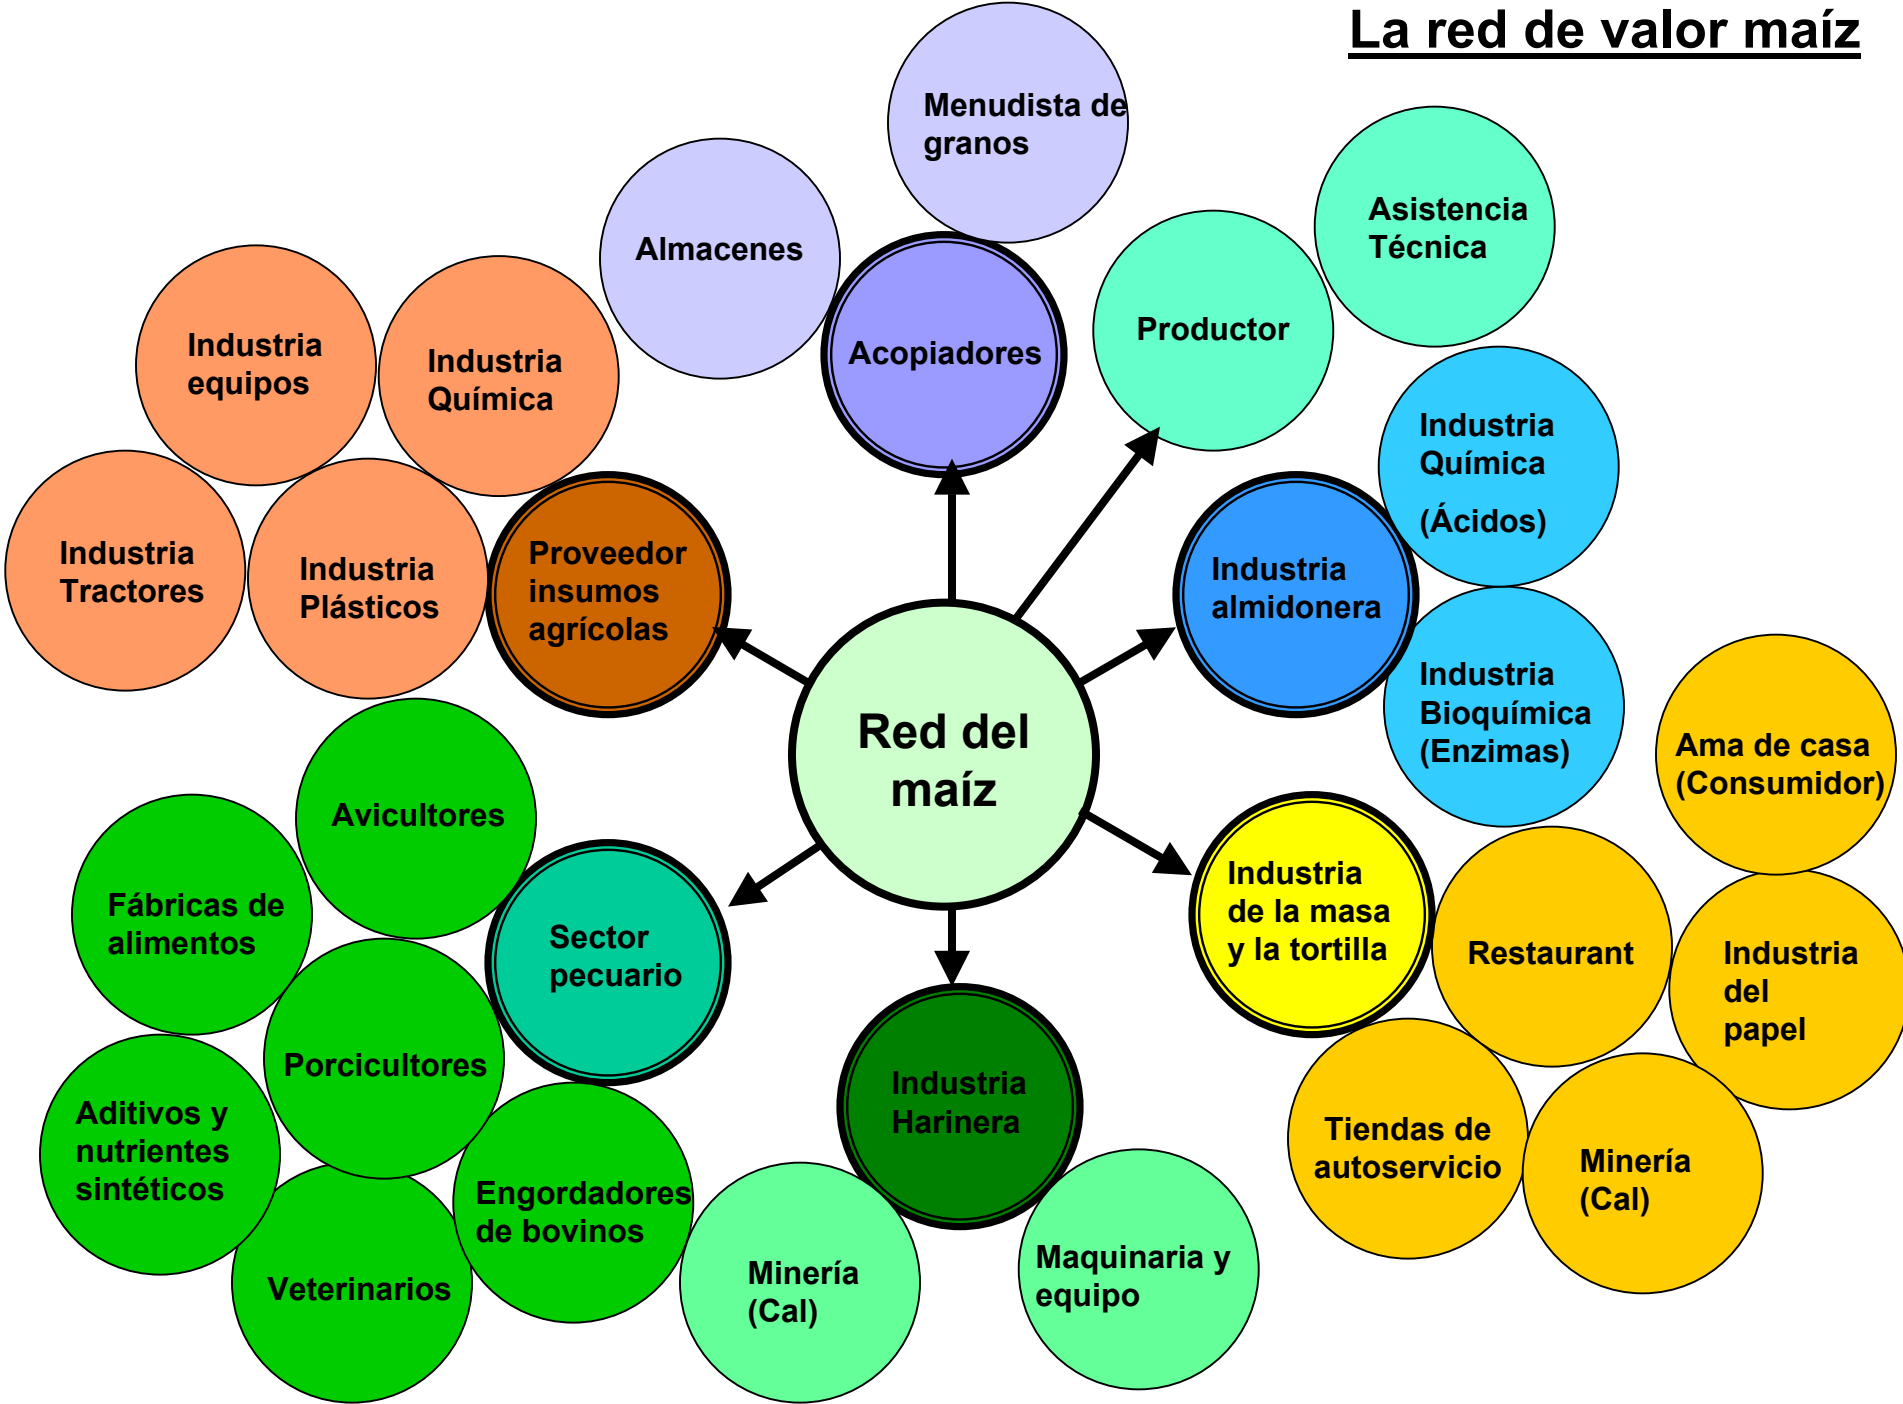 La red de valor maíz
Menudista de
granos
Almacenes
Acopiadores
Asistencia
Técnica
Productor
Industria
equipos
Industria
Química
Industria
Tractores
Industria
Plásticos
Proveedor
insumos
agrícolas
Industria
Química
(Ácidos)
Industria
almidonera
Industria
Bioquímica
(Enzimas)
Red del
maíz
Ama de casa
(Consumidor)
Industria
de la masa
y la tortilla
Restaurant
Industria
del
papel
Tiendas de
autoservicio
Minería
(Cal)
Avicultores
Fábricas de
alimentos
Sector
pecuario
Porcicultores
Aditivos y
nutrientes
sintéticos
Engordadores
de bovinos
Veterinarios
Industria
Harinera
Minería
(Cal)
Maquinaria y
equipo